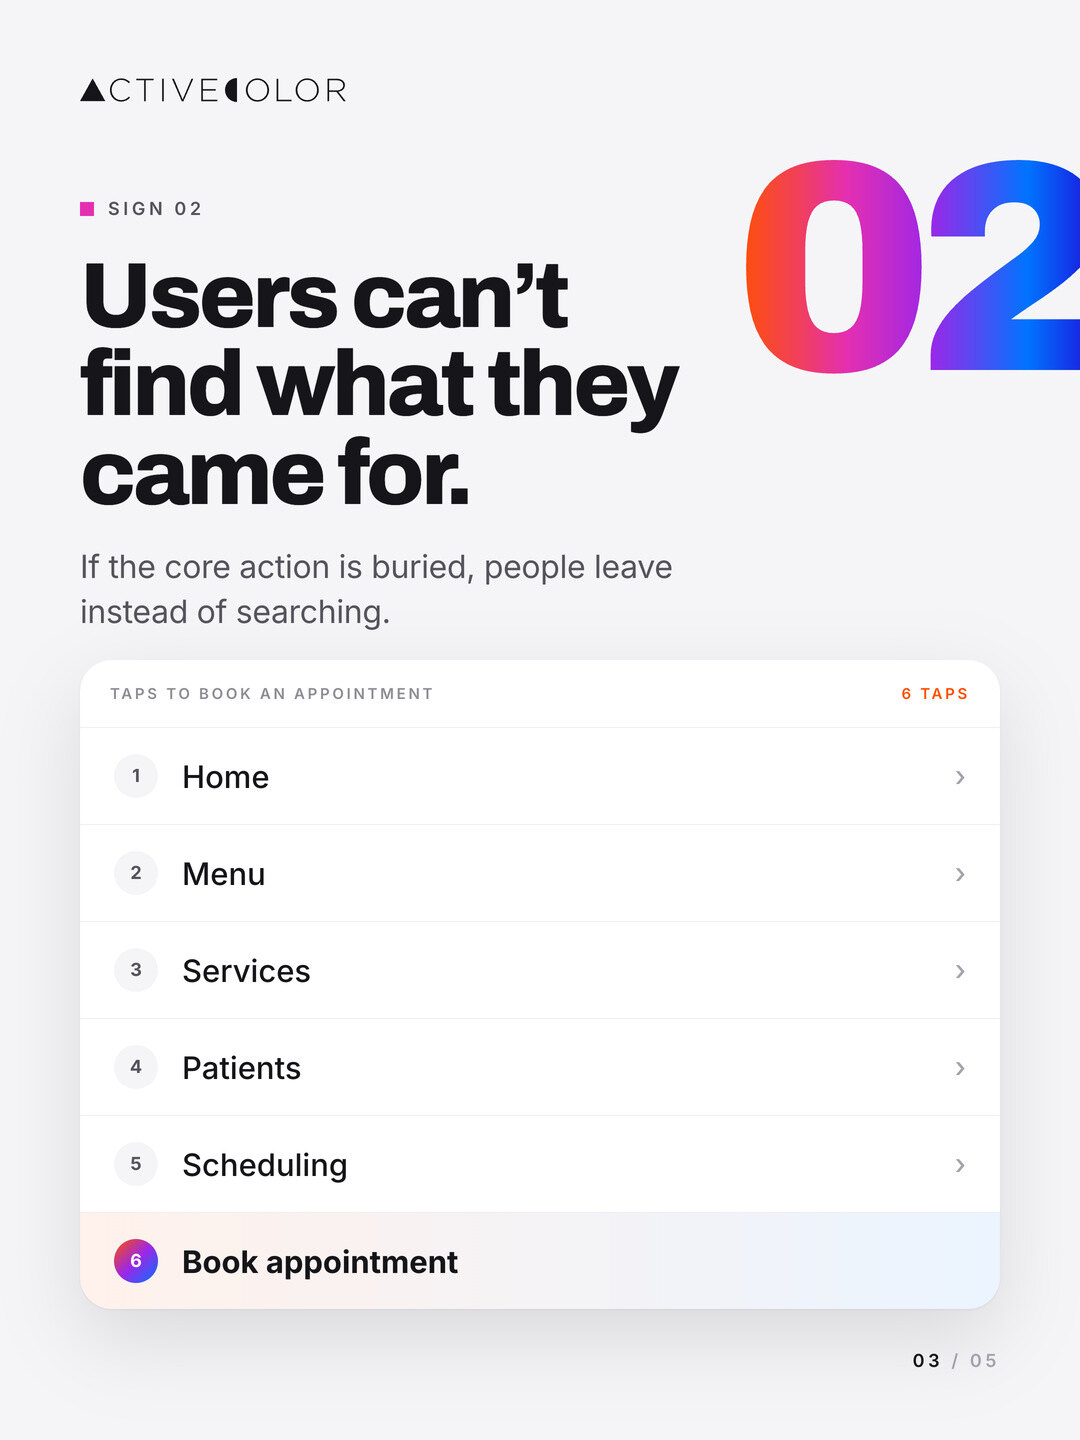 ACTIVECOLOR
02
SIGN 02
Users can’t
find what they
came for.
If the core action is buried, people leave
instead of searching.
TAPS TO BOOK AN APPOINTMENT 6 TAPS
1 Home ›
2 Menu ›
3 Services ›
4 Patients ›
5 Scheduling ›
6 Book appointment
03 / 05